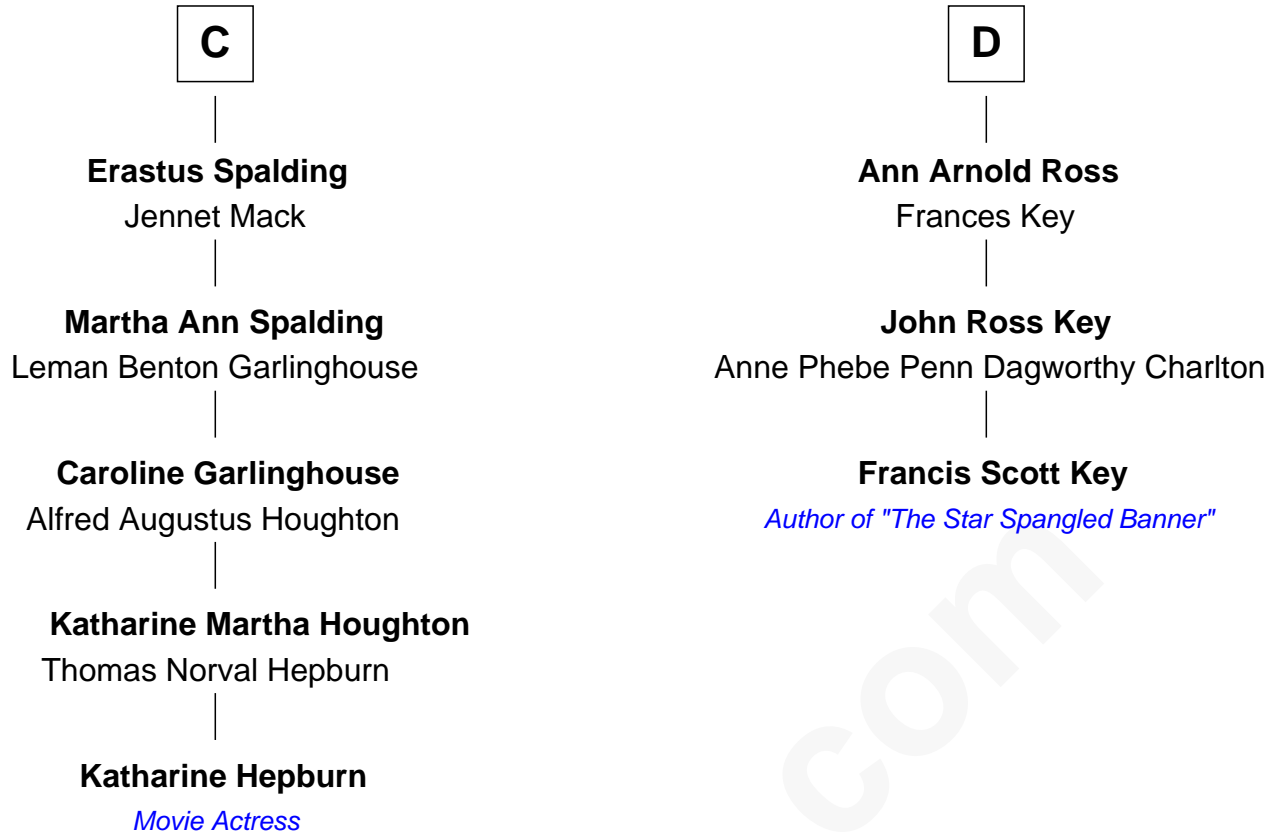 C
Erastus Spalding
Jennet Mack
Martha Ann Spalding
Leman Benton Garlinghouse
Caroline Garlinghouse
Alfred Augustus Houghton
Katharine Martha Houghton
Thomas Norval Hepburn
Katharine Hepburn
Movie Actress
D
Ann Arnold Ross
Frances Key
John Ross Key
Anne Phebe Penn Dagworthy Charlton
Francis Scott Key
Author of "The Star Spangled Banner"
com